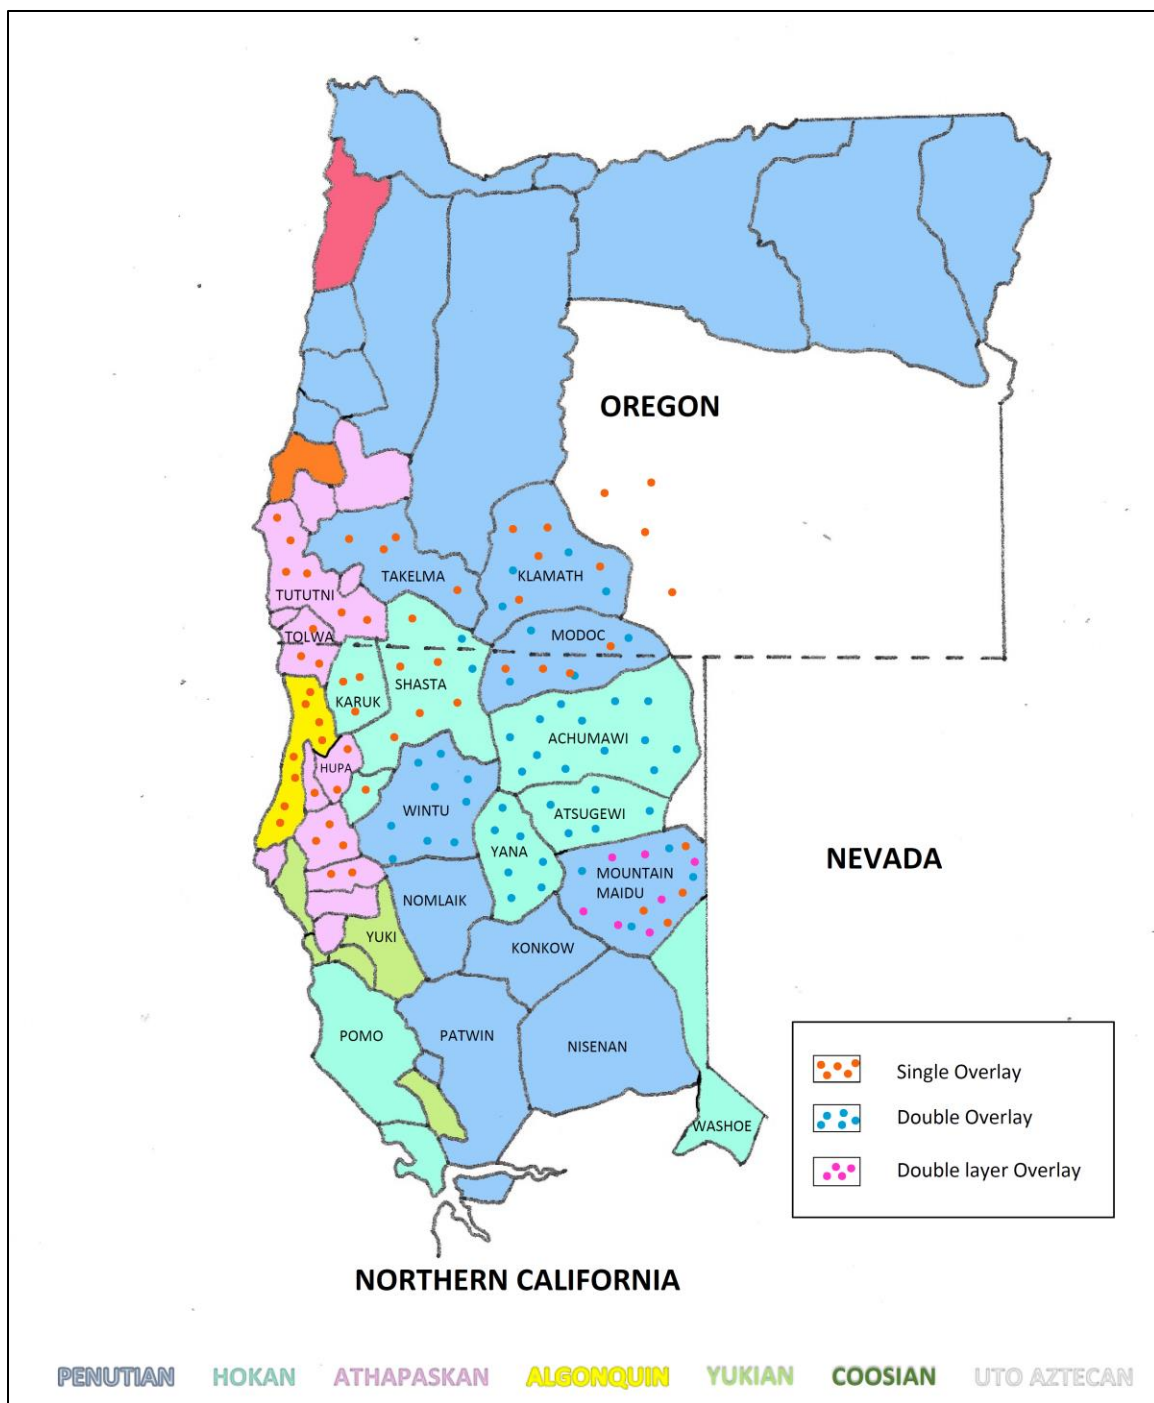 OREGON
TAKELMA
KLAMATH
TUTUTNI
TOLWA
MODOC
KARUK
SHASTA
ACHUMAWI
HUPA
WINTU
ATSUGEWI
YANA
MOUNTAIN
MAIDU
NEVADA
NOMLAIK
YUKI
KONKOW
POMO
PATWIN
NISENAN
WASHOE
Single Overlay
Double Overlay
Double layer Overlay
NORTHERN CALIFORNIA
PENUTIAN HOKAN ATHAPASKAN ALGONQUIN YUKIAN COOSIAN UTO AZTECAN